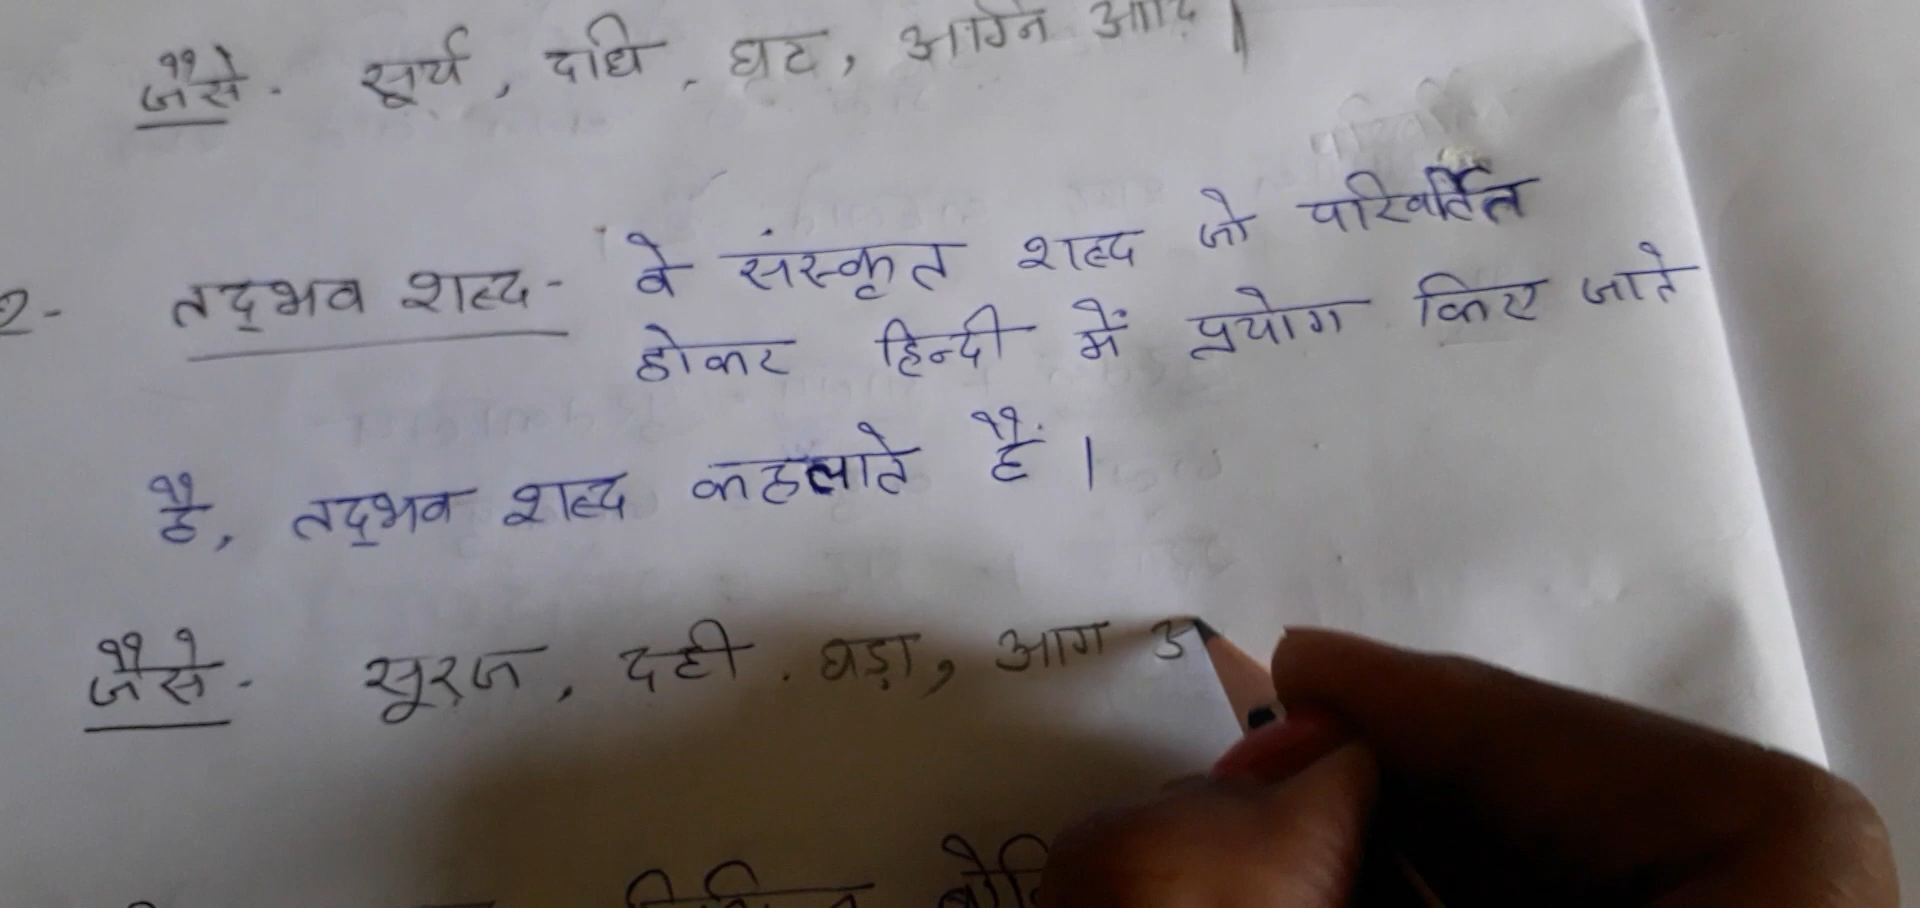 जैसे- सूर्य, दधि, घट, अग्नि आदि।
२- तद्भव शब्द- वे संस्कृत शब्द जो परिवर्तित
होकर हिन्दी में प्रयोग किए जाते
है, तद्भव शब्द कहलाते हैं।
जैसे- सूरज, दही, घड़ा, आग